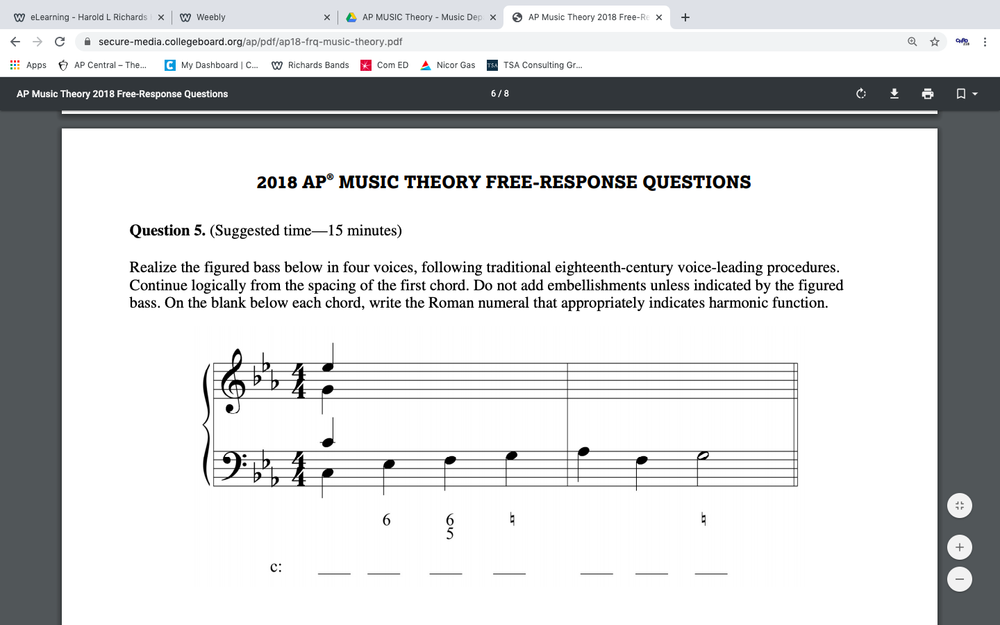 eLearning - Harold L Richards
Weebly
AP MUSIC Theory - Music Dep
AP Music Theory 2018 Free-Re
secure-media.collegeboard.org/ap/pdf/ap18-frq-music-theory.pdf
Apps
AP Central – The...
My Dashboard | C...
Richards Bands
Com ED
Nicor Gas
TSA
TSA Consulting Gr...
AP Music Theory 2018 Free-Response Questions
6 / 8
2018 AP® MUSIC THEORY FREE-RESPONSE QUESTIONS
Question 5. (Suggested time—15 minutes)
Realize the figured bass below in four voices, following traditional eighteenth-century voice-leading procedures.
Continue logically from the spacing of the first chord. Do not add embellishments unless indicated by the figured
bass. On the blank below each chord, write the Roman numeral that appropriately indicates harmonic function.
4
4
4
4
6 6 ♮ ♮
5
c: